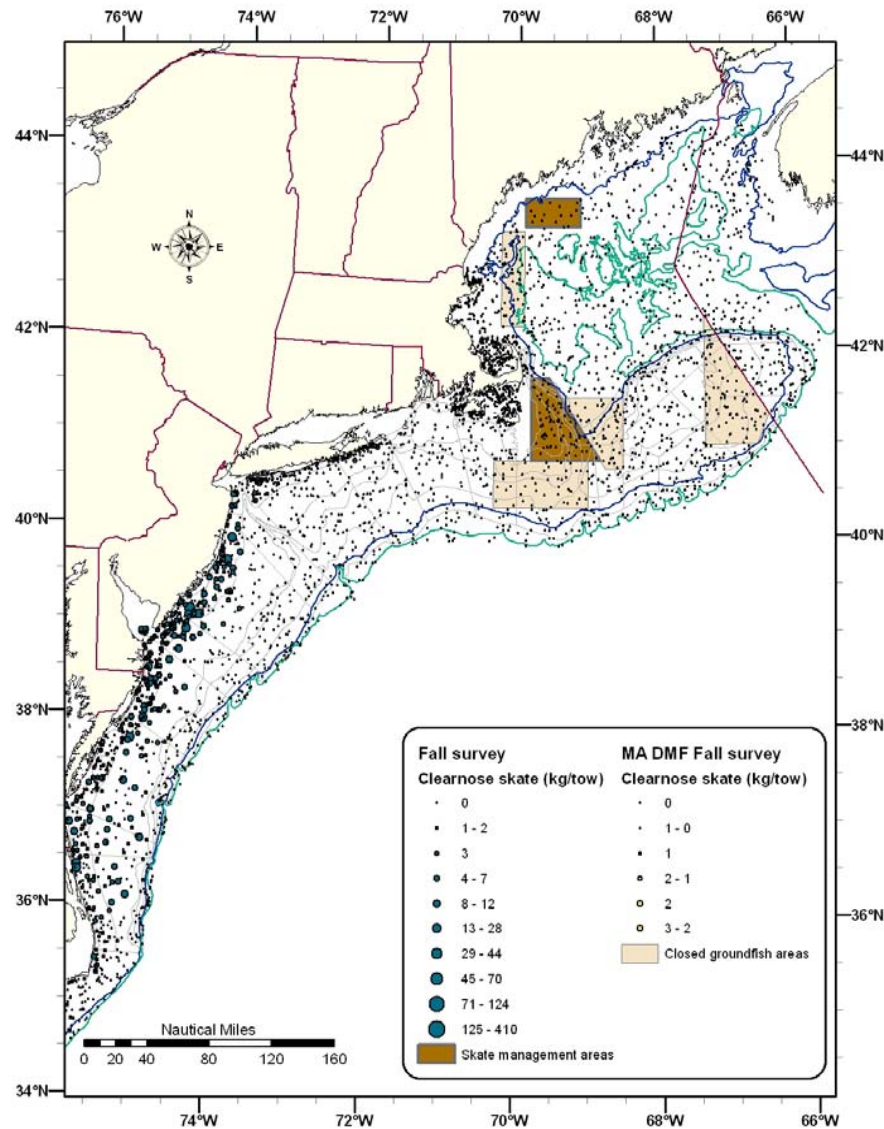 76°W 74°W 72°W 70°W 68°W 66°W
44°N 44°N
N
W E
S
42°N 42°N
40°N 40°N
38°N 38°N
Fall survey
Clearnose skate (kg/tow)
0
1 - 2
3
4 - 7
8 - 12
13 - 28
29 - 44
45 - 70
71 - 124
125 - 410
Skate management areas
MA DMF Fall survey
Clearnose skate (kg/tow)
0
1 - 0
1
2 - 1
2
3 - 2
Closed groundfish areas
36°N 36°N
Nautical Miles
0 10 20 40 80 120 160
34°N
74°W 72°W 70°W 68°W 66°W